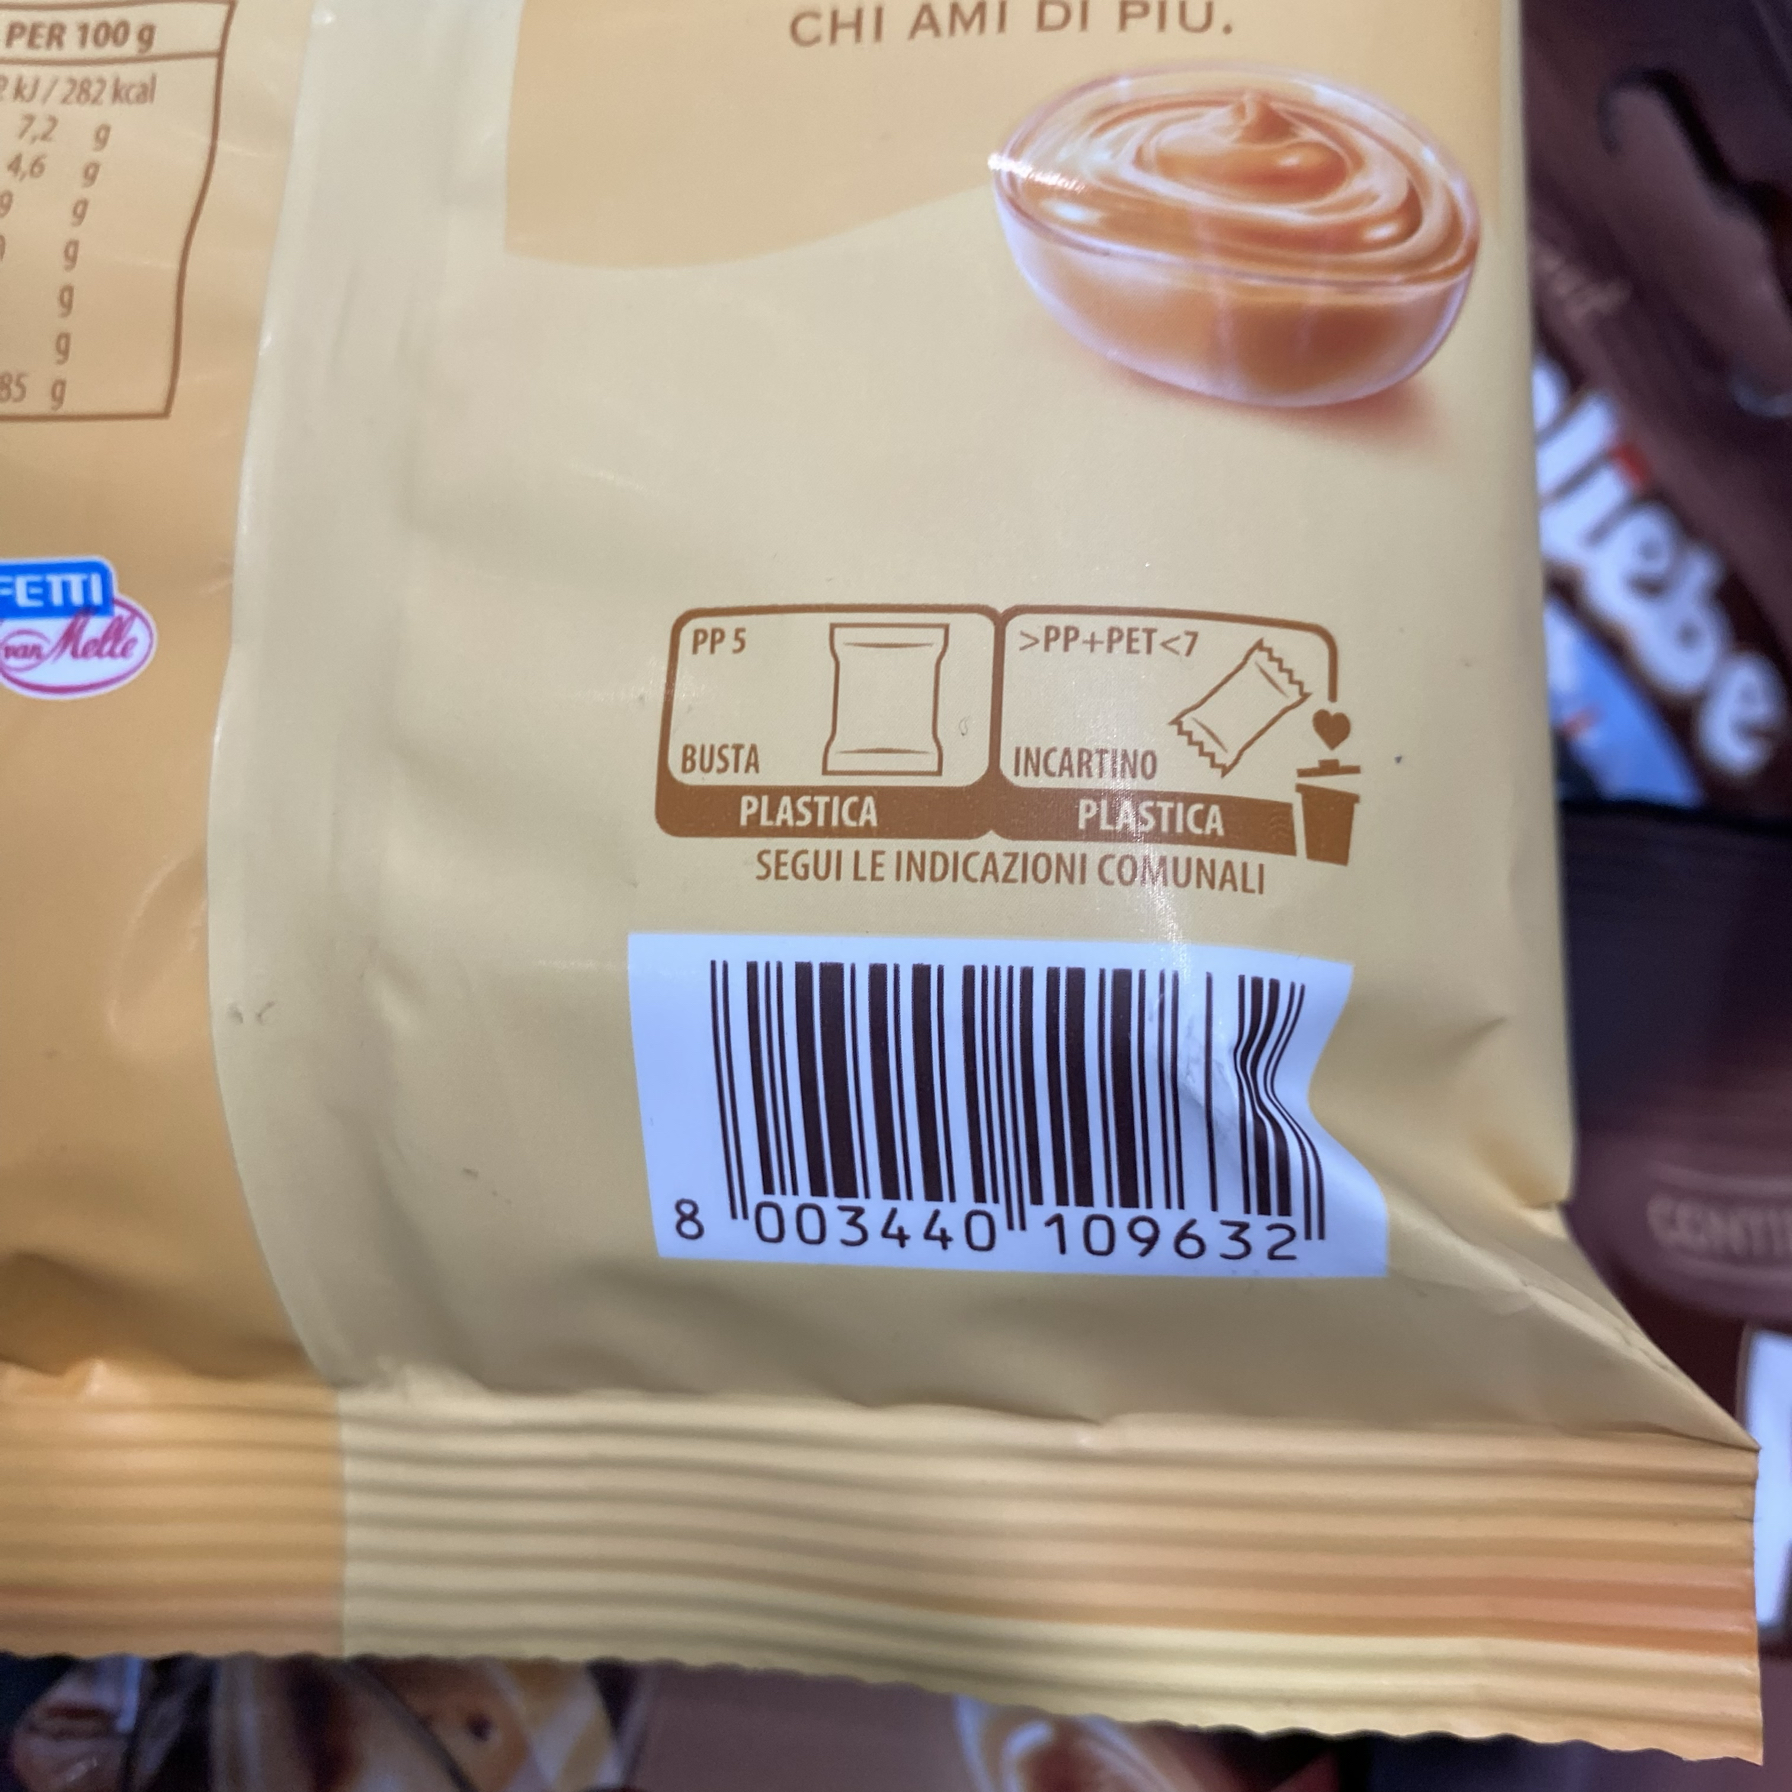 CHI AMI DI PIÙ.
PER 100 g
kJ / 282 kcal
7,2 g
4,6 g
g
g
g
g
85 g
FETTI
van Melle
PP 5
BUSTA
PLASTICA
>PP+PET<7
INCARTINO
PLASTICA
SEGUI LE INDICAZIONI COMUNALI
8 003440 109632